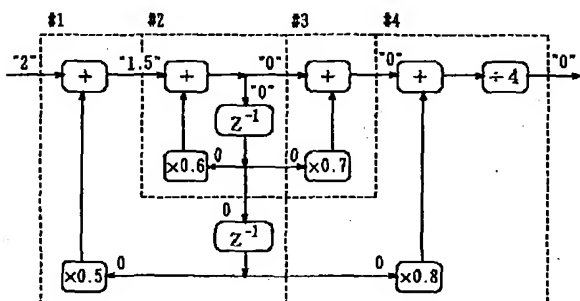 #1 #2 #3 #4
"2" + "1.5" + "0" + "0" + ÷4 "0"
"0"
Z⁻¹
×0.6 0 0 ×0.7
0
Z⁻¹
×0.5 0 0 ×0.8